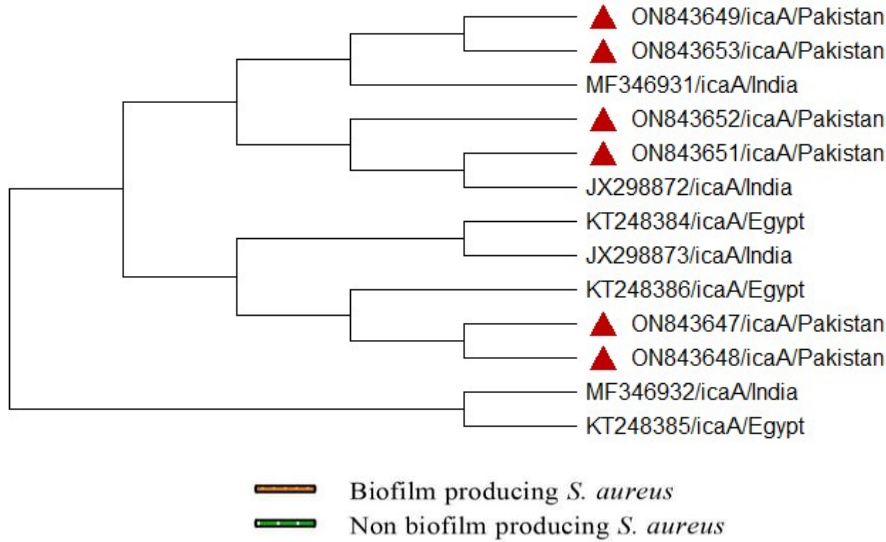 ON843649/icaA/Pakistan
ON843653/icaA/Pakistan
MF346931/icaA/India
ON843652/icaA/Pakistan
ON843651/icaA/Pakistan
JX298872/icaA/India
KT248384/icaA/Egypt
JX298873/icaA/India
KT248386/icaA/Egypt
ON843647/icaA/Pakistan
ON843648/icaA/Pakistan
MF346932/icaA/India
KT248385/icaA/Egypt
Biofilm producing S. aureus
Non biofilm producing S. aureus